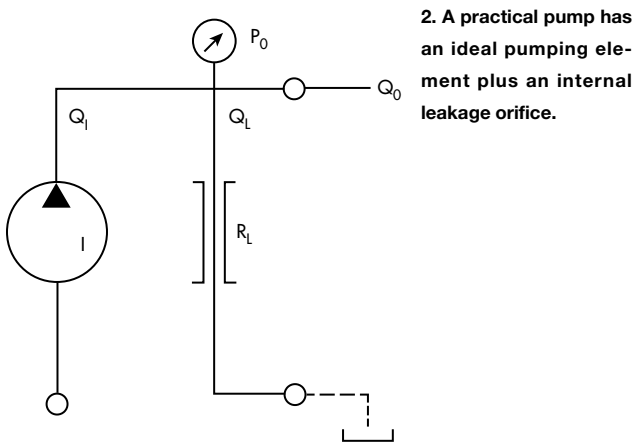 P0
2. A practical pump has
an ideal pumping ele-
ment plus an internal
leakage orifice.
Q0
QI
QL
I
RL